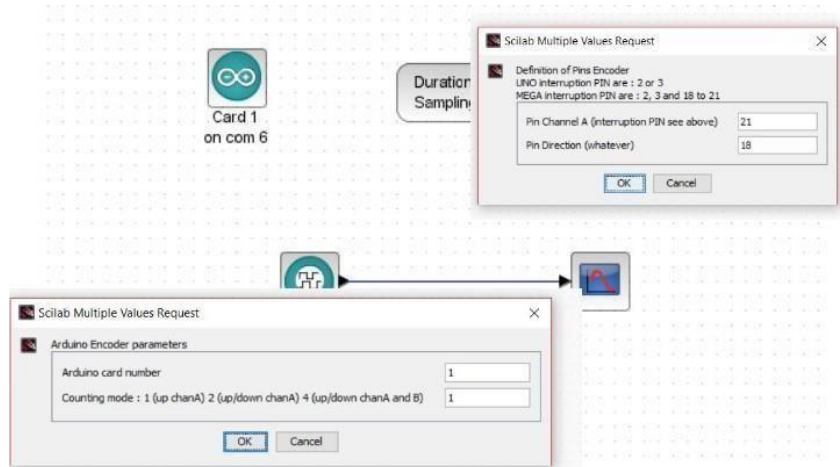 Card 1
on com 6
Duration
Sampling
Scilab Multiple Values Request
Definition of Pins Encoder
UNO interruption PIN are : 2 or 3
MEGA interruption PIN are : 2, 3 and 18 to 21
Pin Channel A (interruption PIN see above) 21
Pin Direction (whatever) 18
OK Cancel
Scilab Multiple Values Request
Arduino Encoder parameters
Arduino card number 1
Counting mode : 1 (up chanA) 2 (up/down chanA) 4 (up/down chanA and B) 1
OK Cancel